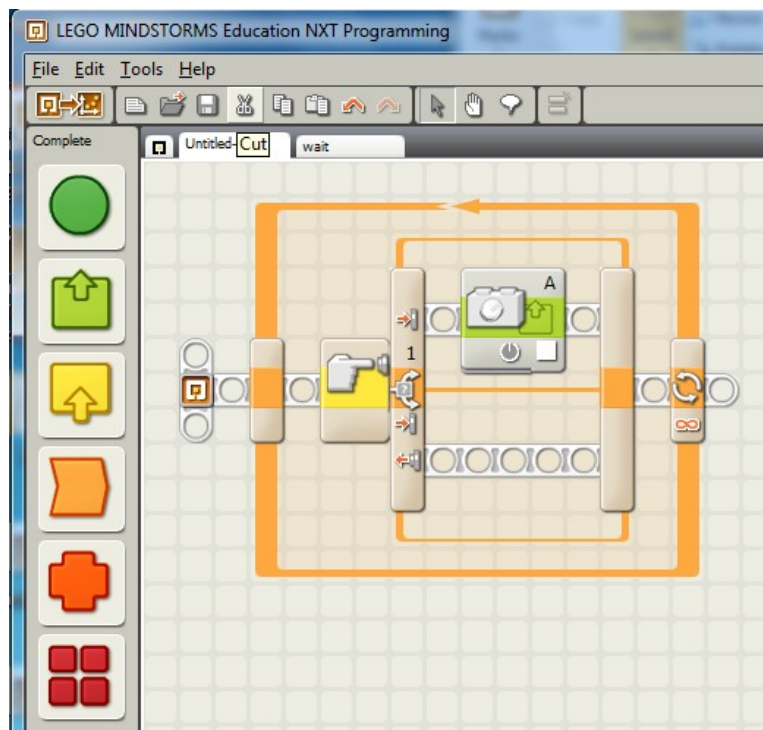 LEGO MINDSTORMS Education NXT Programming
File Edit Tools Help
Complete
Untitled- Cut wait
A
1